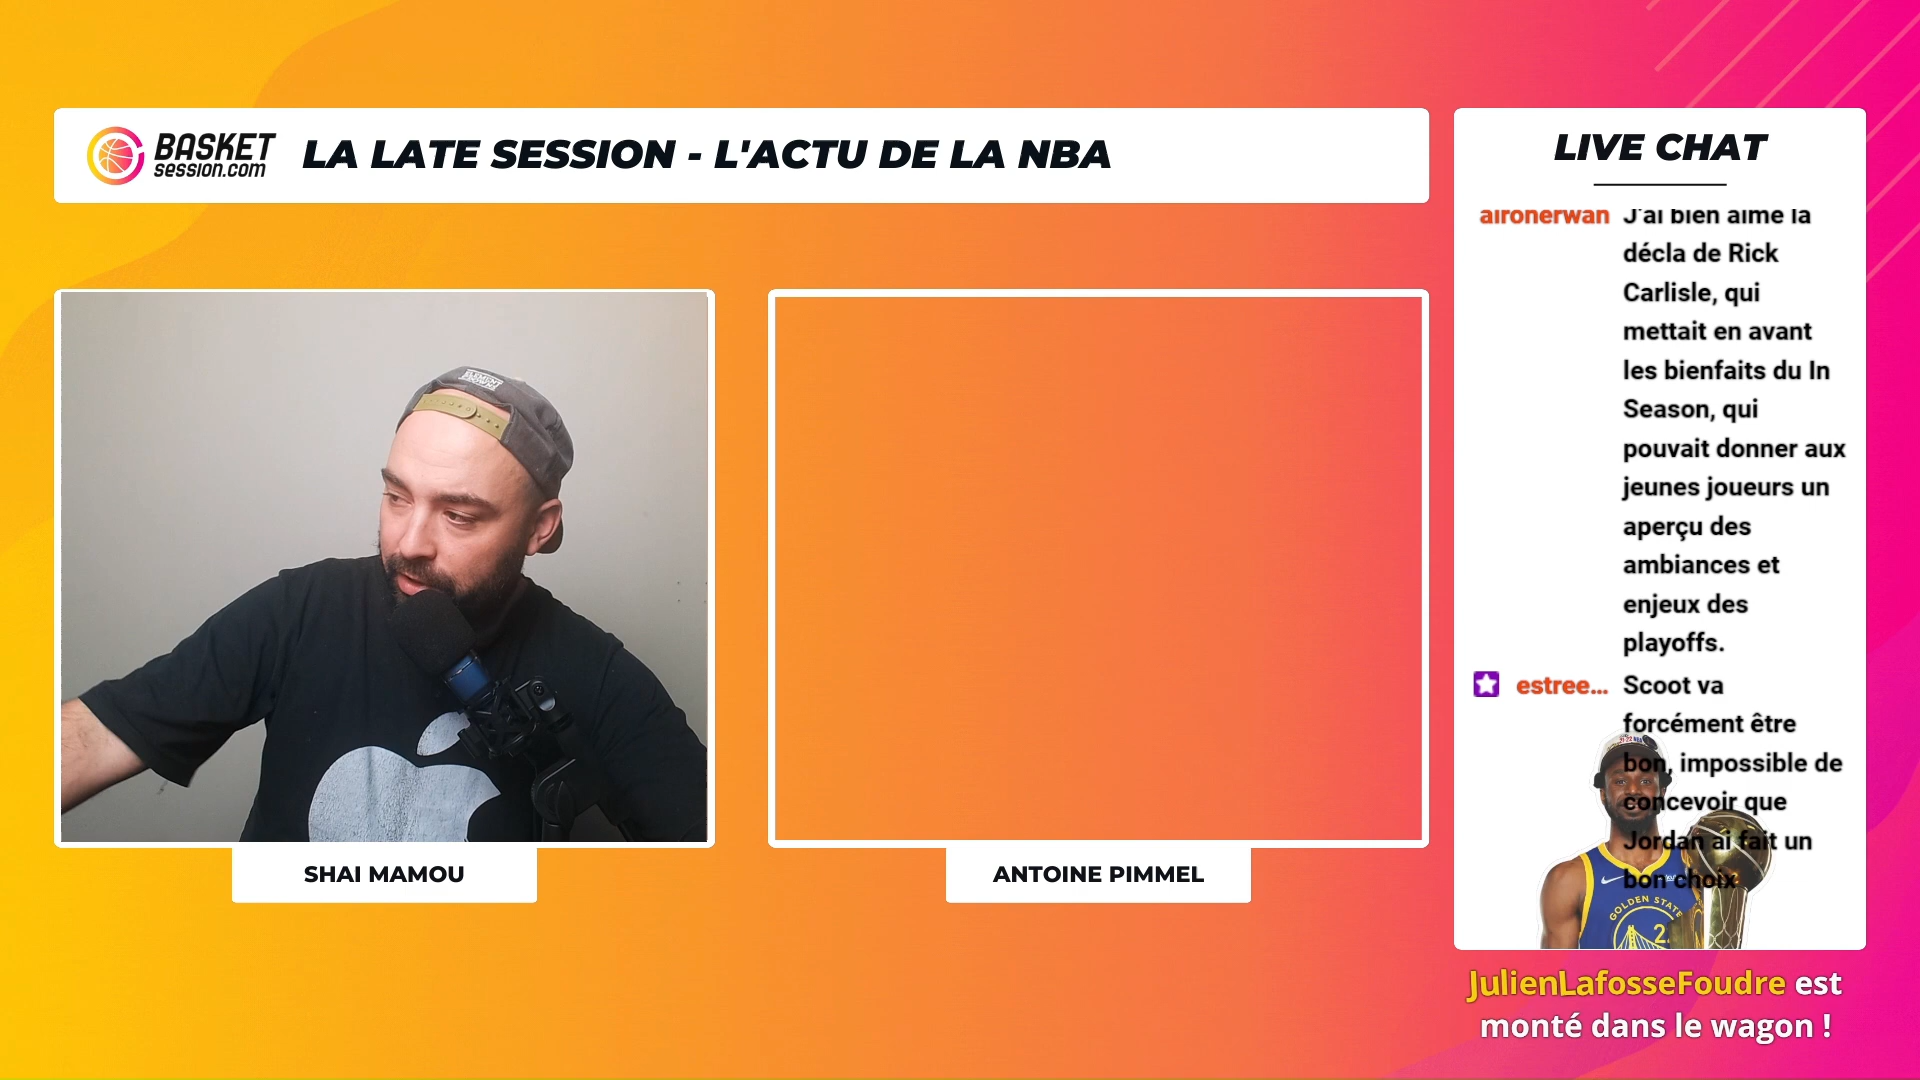 BASKET
SESSION.COM
LA LATE SESSION - L'ACTU DE LA NBA
LIVE CHAT
aironerwan J'ai bien aimé la
décla de Rick
Carlisle, qui
mettait en avant
les bienfaits du In
Season, qui
pouvait donner aux
jeunes joueurs un
aperçu des
ambiances et
enjeux des
playoffs.
estree... Scoot va
forcément être
bon, impossible de
concevoir que
Jordan ai fait un
bon choix
GOLDEN STATE
2
SHAI MAMOU
ANTOINE PIMMEL
JulienLafosseFoudre est
monté dans le wagon !